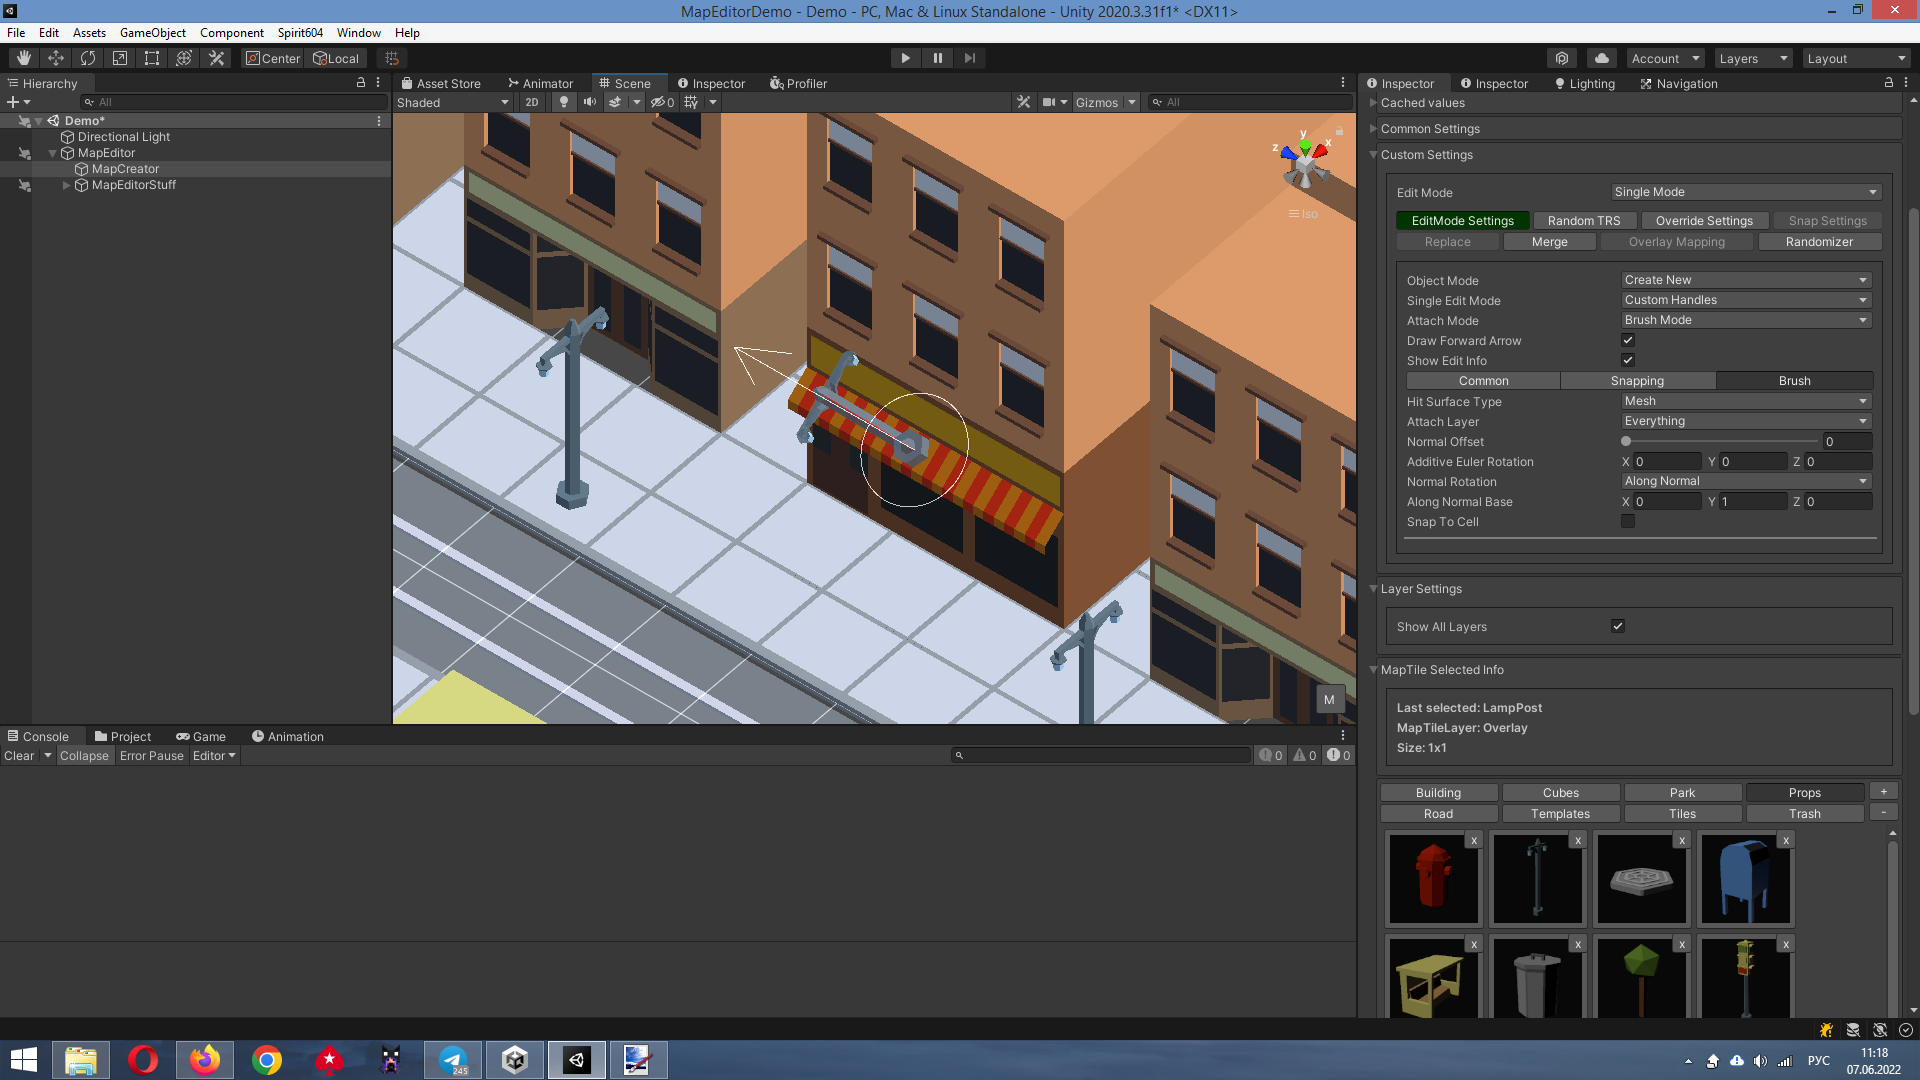 MapEditorDemo - Demo - PC, Mac & Linux Standalone - Unity 2020.3.31f1* <DX11>
File Edit Assets GameObject Component Spirit604 Window Help
Center Local Account Layers Layout
Hierarchy
All
Demo*
Directional Light
MapEditor
MapCreator
MapEditorStuff
Asset Store Animator Scene Inspector Profiler
Shaded 2D 0 Gizmos All
y
z x
Iso
M
Inspector Inspector Lighting Navigation
Cached values
Common Settings
Custom Settings
Edit Mode Single Mode
EditMode Settings Random TRS Override Settings Snap Settings
Replace Merge Overlay Mapping Randomizer
Object Mode Create New
Single Edit Mode Custom Handles
Attach Mode Brush Mode
Draw Forward Arrow
Show Edit Info
Common Snapping Brush
Hit Surface Type Mesh
Attach Layer Everything
Normal Offset 0
Additive Euler Rotation X 0 Y 0 Z 0
Normal Rotation Along Normal
Along Normal Base X 0 Y 1 Z 0
Snap To Cell
Layer Settings
Show All Layers
MapTile Selected Info
Last selected: LampPost
MapTileLayer: Overlay
Size: 1x1
Building Cubes Park Props +
Road Templates Tiles Trash -
x x x x
x x x x
Console Project Game Animation
Clear Collapse Error Pause Editor 0 0 0
245
РУС
11:18
07.06.2022